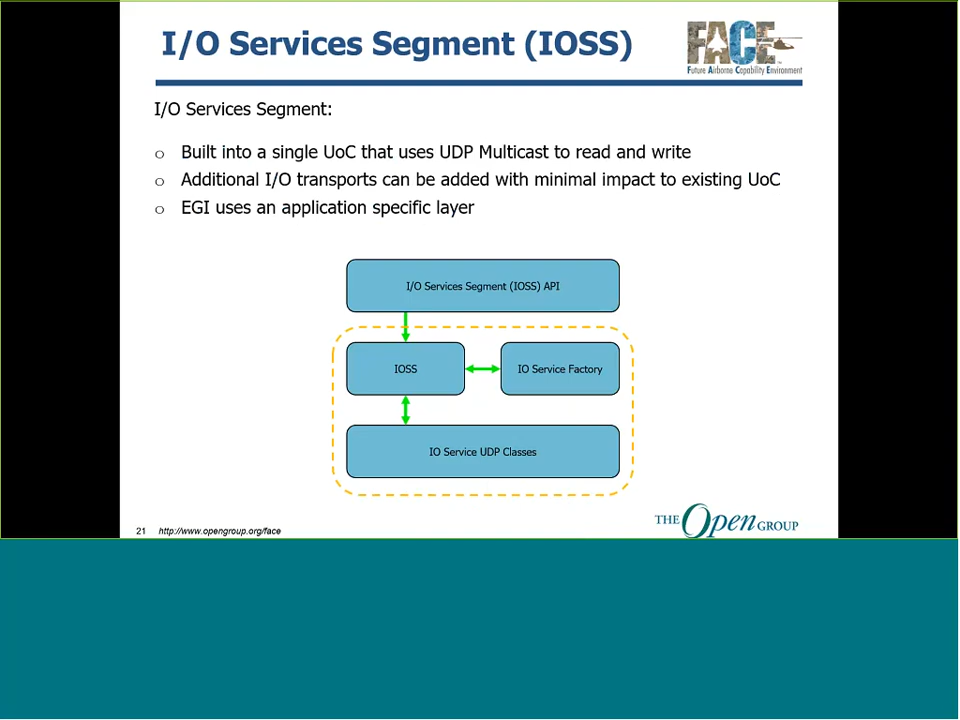 I/O Services Segment (IOSS)
FACE
Future Airborne Capability Environment
I/O Services Segment:
o Built into a single UoC that uses UDP Multicast to read and write
o Additional I/O transports can be added with minimal impact to existing UoC
o EGI uses an application specific layer
I/O Services Segment (IOSS) API
IOSS
IO Service Factory
IO Service UDP Classes
21 http://www.opengroup.org/face
THE Open GROUP